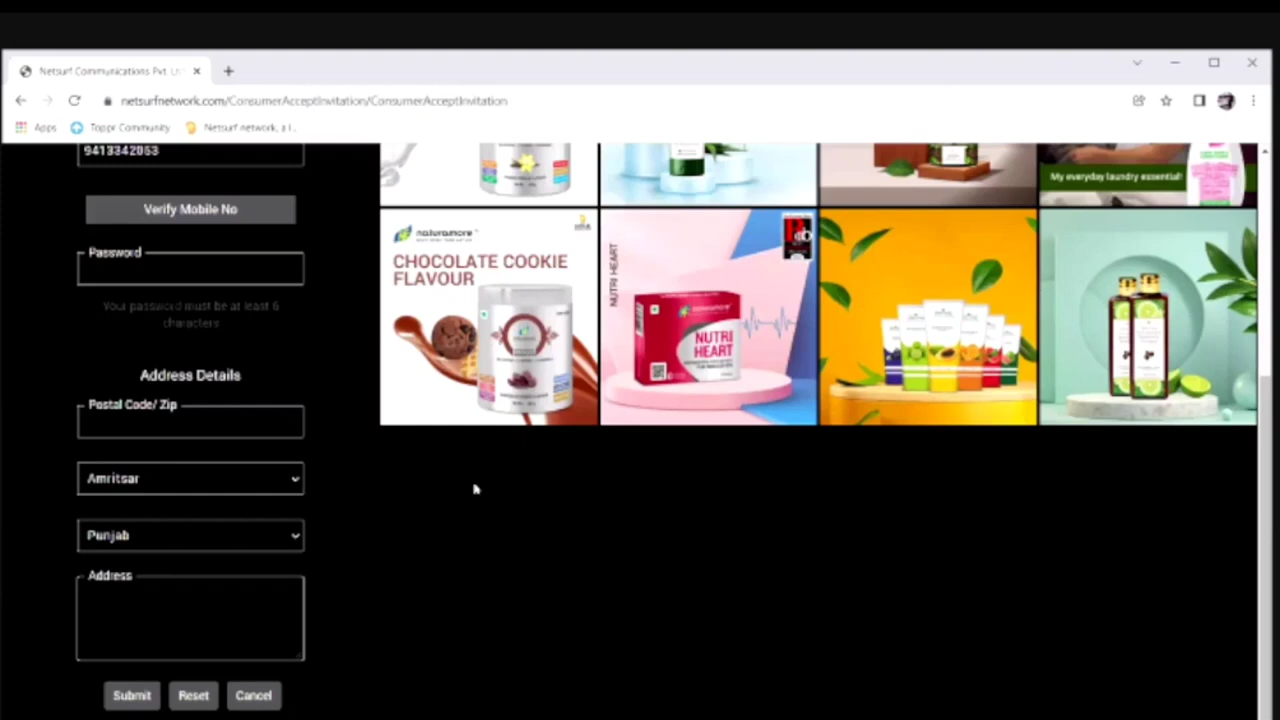 Netsurf Communications Pvt. Lt
netsurfnetwork.com/ConsumerAcceptInvitation/ConsumerAcceptInvitation
Apps
Toppr Community
Netsurf network, a l..
9413342053
Verify Mobile No
Password
Your password must be at least 6
characters
Address Details
Postal Code/ Zip
Amritsar
Punjab
Address
Submit
Reset
Cancel
My everyday laundry essential!
naturamore
CHOCOLATE COOKIE
FLAVOUR
NUTRI HEART
NUTRI
HEART